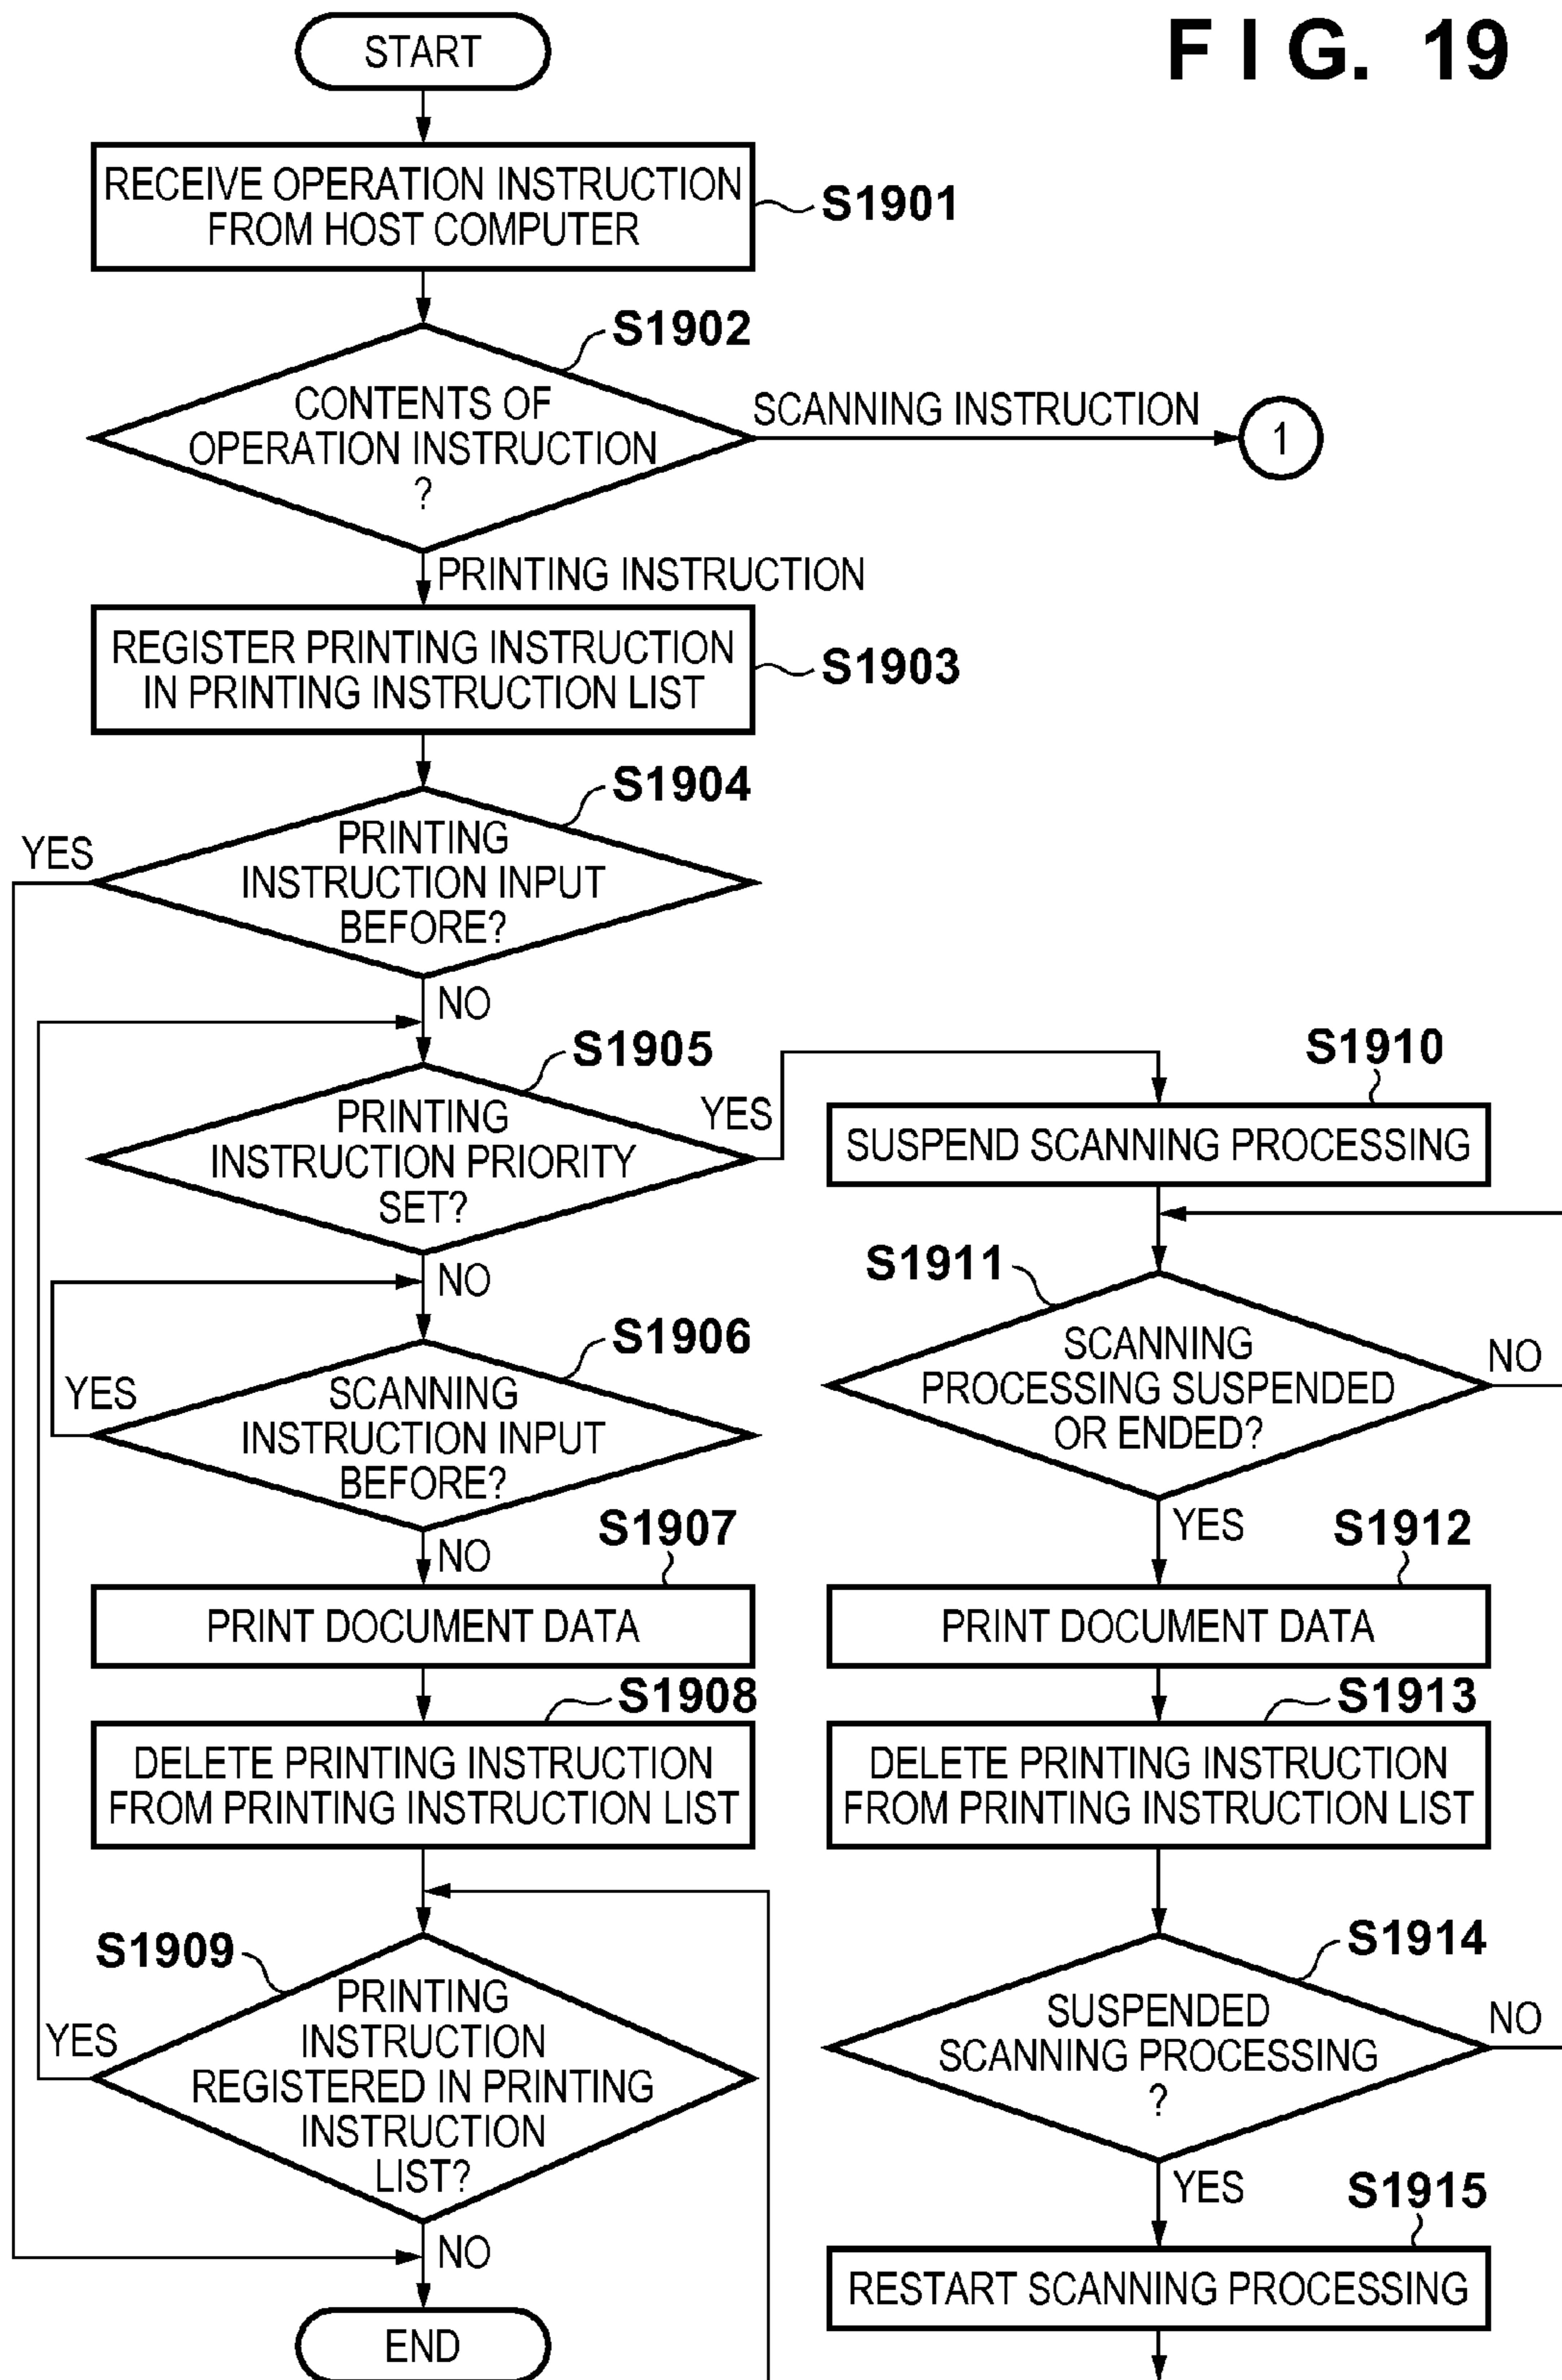 FIG. 19
START
RECEIVE OPERATION INSTRUCTION
FROM HOST COMPUTER
S1901
S1902
CONTENTS OF
OPERATION INSTRUCTION
?
SCANNING INSTRUCTION
1
PRINTING INSTRUCTION
REGISTER PRINTING INSTRUCTION
IN PRINTING INSTRUCTION LIST
S1903
S1904
YES
PRINTING
INSTRUCTION INPUT
BEFORE?
NO
S1905
PRINTING
INSTRUCTION PRIORITY
SET?
YES
NO
S1906
YES
SCANNING
INSTRUCTION INPUT
BEFORE?
NO
S1907
PRINT DOCUMENT DATA
S1908
DELETE PRINTING INSTRUCTION
FROM PRINTING INSTRUCTION LIST
S1909
YES
PRINTING
INSTRUCTION
REGISTERED IN PRINTING
INSTRUCTION
LIST?
NO
END
S1910
SUSPEND SCANNING PROCESSING
S1911
SCANNING
PROCESSING SUSPENDED
OR ENDED?
NO
YES
S1912
PRINT DOCUMENT DATA
S1913
DELETE PRINTING INSTRUCTION
FROM PRINTING INSTRUCTION LIST
S1914
SUSPENDED
SCANNING PROCESSING
?
NO
YES
S1915
RESTART SCANNING PROCESSING